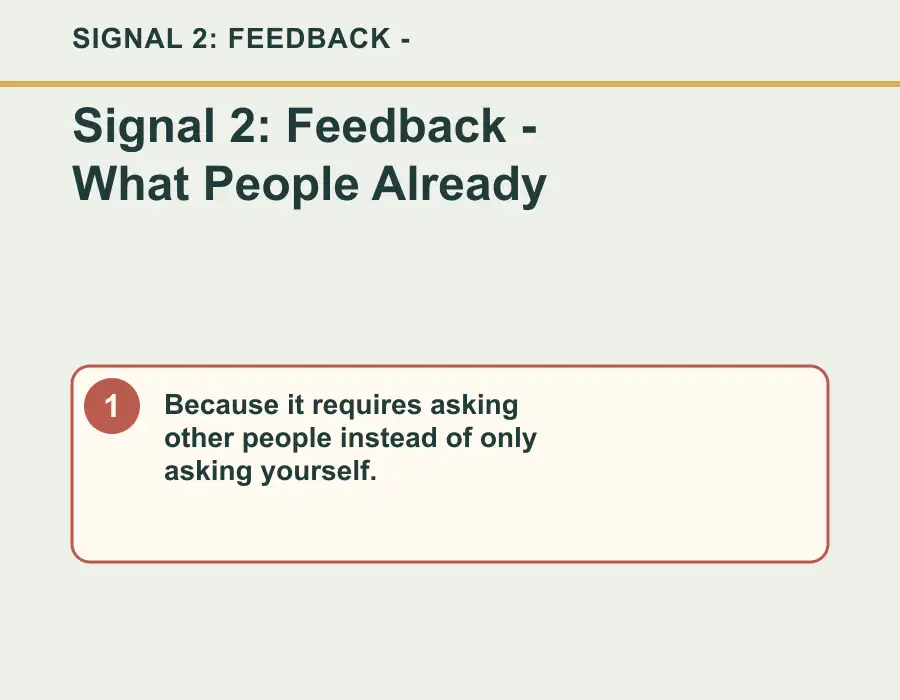 SIGNAL 2: FEEDBACK -
Signal 2: Feedback -
What People Already
1
Because it requires asking
other people instead of only
asking yourself.